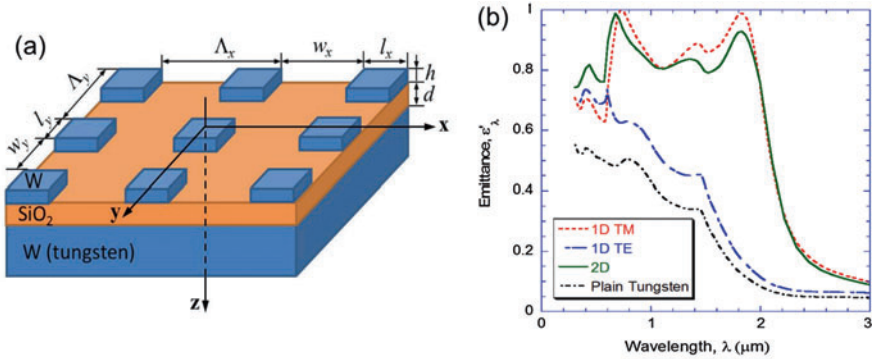 (a)
Λx
wx
lx
h
d
Λy
ly
wy
x
W
y
SiO2
W (tungsten)
z
(b)
Emittance, ε'λ
1
0.8
0.6
0.4
0.2
0
1D TM
1D TE
2D
Plain Tungsten
0 1 2 3
Wavelength, λ (μm)